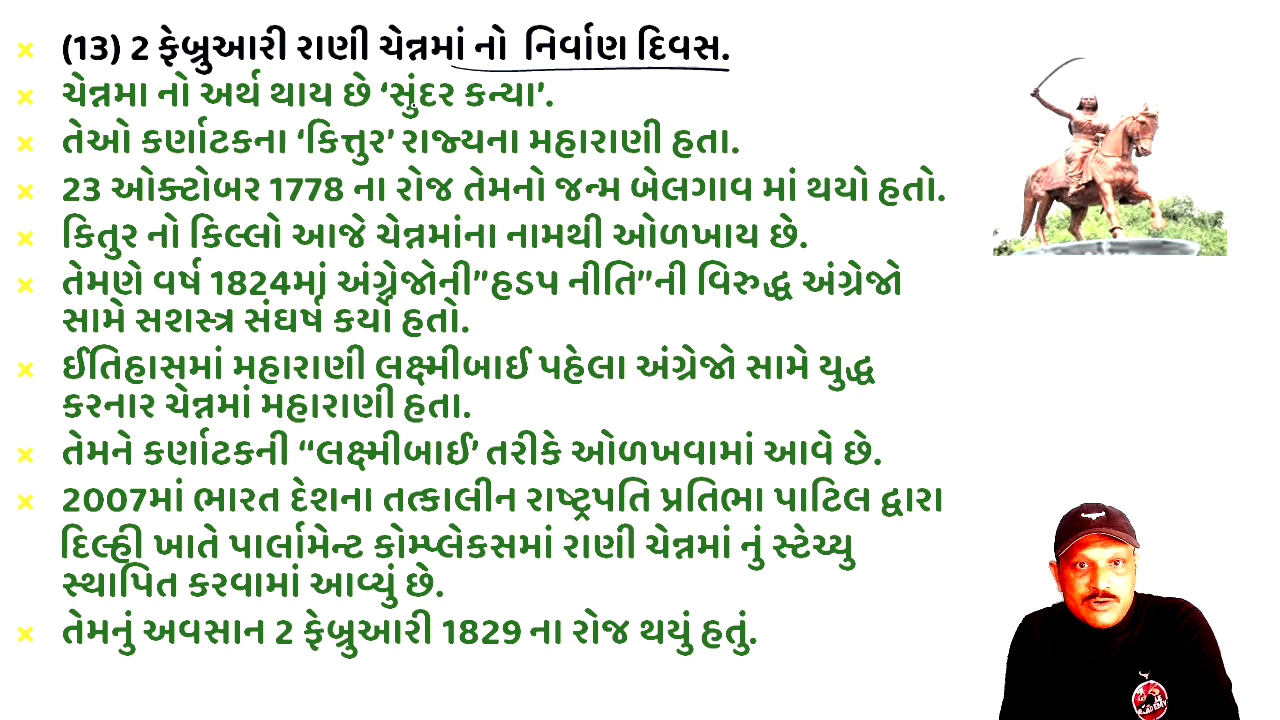 (13) 2 ફેબ્રુઆરી રાણી ચેન્નમાં નો નિર્વાણ દિવસ.
ચેન્નમા નો અર્થ થાય છે ‘સુંદર કન્યા’.
તેઓ કર્ણાટકના ‘કિત્તુર’ રાજ્યના મહારાણી હતા.
23 ઓક્ટોબર 1778 ના રોજ તેમનો જન્મ બેલગાવ માં થયો હતો.
કિતુર નો કિલ્લો આજે ચેન્નમાંના નામથી ઓળખાય છે.
તેમણે વર્ષ 1824માં અંગ્રેજોની”હડપ નીતિ”ની વિરુદ્ધ અંગ્રેજો
સામે સશસ્ત્ર સંઘર્ષ કર્યો હતો.
ઈતિહાસમાં મહારાણી લક્ષ્મીબાઈ પહેલા અંગ્રેજો સામે યુદ્ધ
કરનાર ચેન્નમાં મહારાણી હતા.
તેમને કર્ણાટકની “લક્ષ્મીબાઈ’ તરીકે ઓળખવામાં આવે છે.
2007માં ભારત દેશના તત્કાલીન રાષ્ટ્રપતિ પ્રતિભા પાટિલ દ્વારા
દિલ્હી ખાતે પાર્લામેન્ટ કોમ્પ્લેકસમાં રાણી ચેન્નમાં નું સ્ટેચ્યુ
સ્થાપિત કરવામાં આવ્યું છે.
તેમનું અવસાન 2 ફેબ્રુઆરી 1829 ના રોજ થયું હતું.